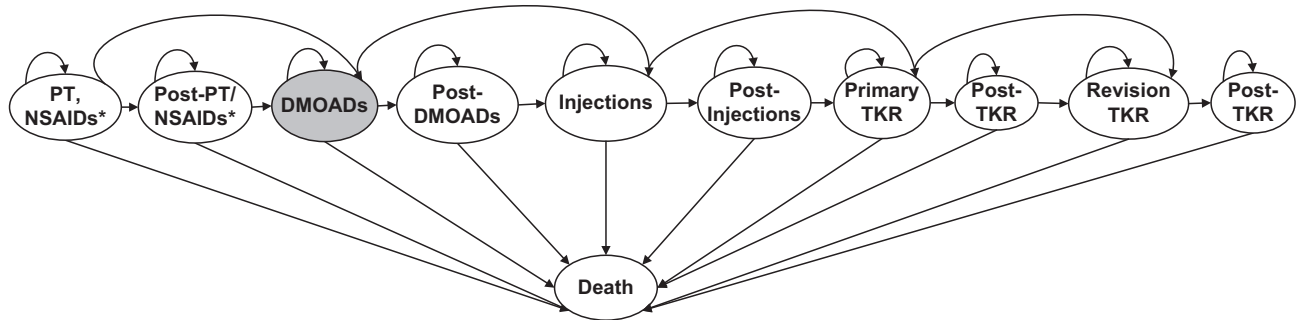 PT,
NSAIDs*
Post-PT/
NSAIDs*
DMOADs
Post-
DMOADs
Injections
Post-
Injections
Primary
TKR
Post-
TKR
Revision
TKR
Post-
TKR
Death